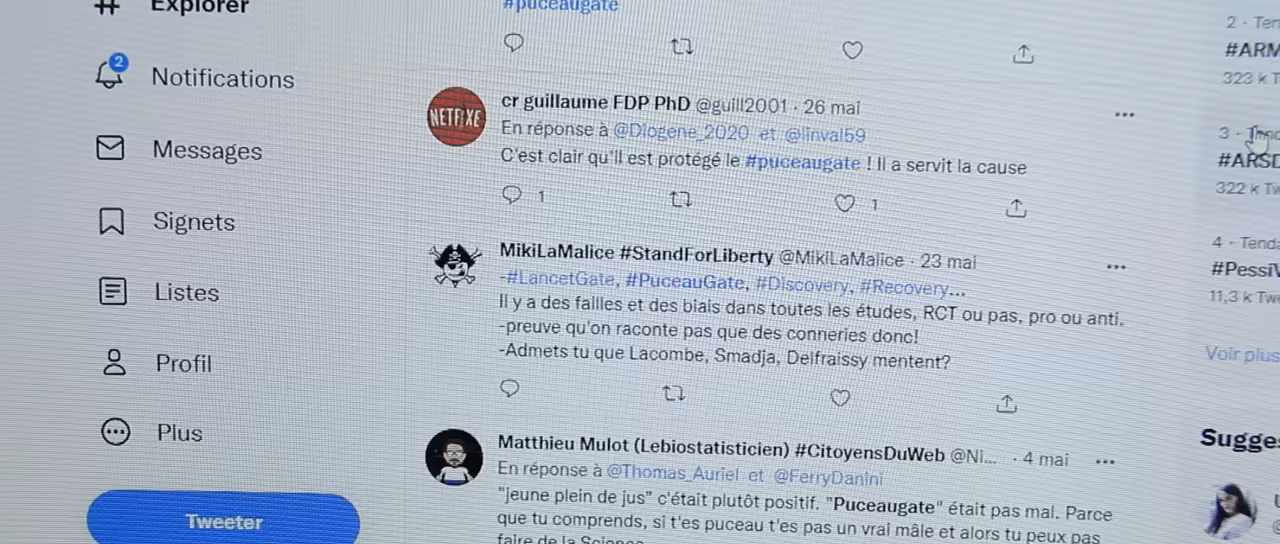 Explorer
2
Notifications
Messages
Signets
Listes
Profil
Plus
Tweeter
#puceaugate
NETFIXE
cr guillaume FDP PhD @guill2001 · 26 mai
En réponse à @Diogene_2020 et @linval59
C'est clair qu'il est protégé le #puceaugate ! Il a servit la cause
1
1
MikiLaMalice #StandForLiberty @MikiLaMalice · 23 mai
-#LancetGate, #PuceauGate, #Discovery, #Recovery...
Il y a des failles et des biais dans toutes les études, RCT ou pas, pro ou anti.
-preuve qu'on raconte pas que des conneries donc!
-Admets tu que Lacombe, Smadja, Delfraissy mentent?
Matthieu Mulot (Lebiostatisticien) #CitoyensDuWeb @Ni... · 4 mai
En réponse à @Thomas_Auriel et @FerryDanini
"jeune plein de jus" c'était plutôt positif. "Puceaugate" était pas mal. Parce
que tu comprends, si t'es puceau t'es pas un vrai mâle et alors tu peux pas
faire de la Science
2 · Ten
#ARM
323 k T
3 ·
#ARSD
322 k Tw
4 · Tenda
#PessiV
11,3 k Twe
Voir plus
Sugges